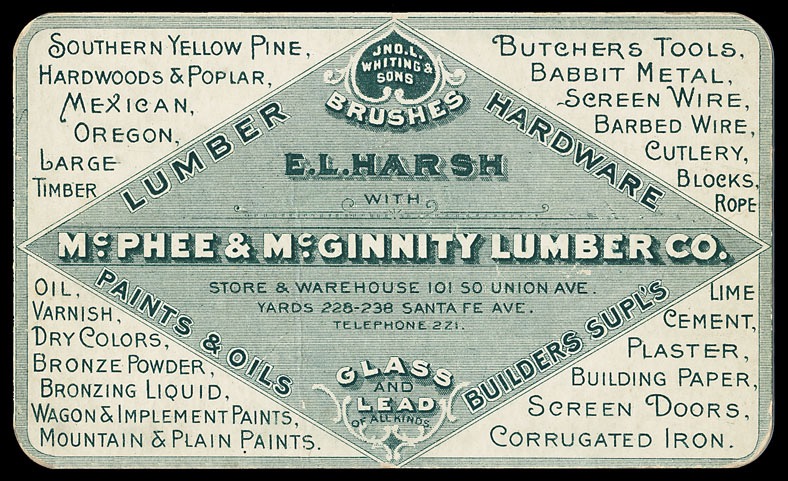 SOUTHERN YELLOW PINE,
HARDWOODS & POPLAR,
MEXICAN,
OREGON,
LARGE
TIMBER
LUMBER
JNO. L.
WHITING &
SONS
BRUSHES
BUTCHERS TOOLS,
BABBIT METAL,
SCREEN WIRE,
BARBED WIRE,
CUTLERY,
BLOCKS,
ROPE
HARDWARE
E. L. HARSH
WITH
McPHEE & McGINNITY LUMBER CO.
STORE & WAREHOUSE 101 SO UNION AVE.
YARDS 228-238 SANTA FE AVE.
TELEPHONE 221.
OIL,
VARNISH,
DRY COLORS,
BRONZE POWDER,
BRONZING LIQUID,
WAGON & IMPLEMENT PAINTS,
MOUNTAIN & PLAIN PAINTS.
PAINTS & OILS
GLASS
AND
LEAD
OF ALL KINDS.
BUILDERS SUPL'S
LIME
CEMENT,
PLASTER,
BUILDING PAPER,
SCREEN DOORS,
CORRUGATED IRON.